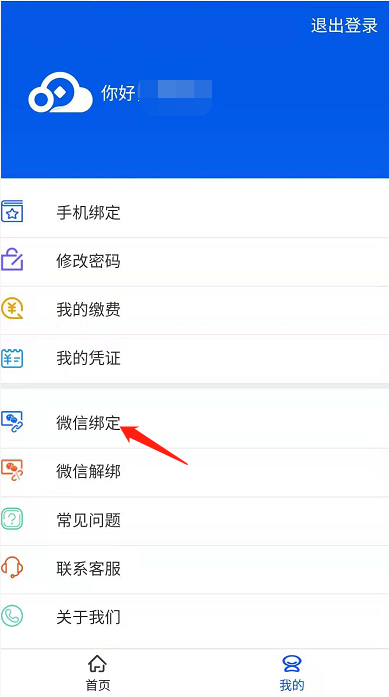 退出登录
你好
手机绑定
修改密码
我的缴费
我的凭证
微信绑定
微信解绑
常见问题
联系客服
关于我们
首页
我的